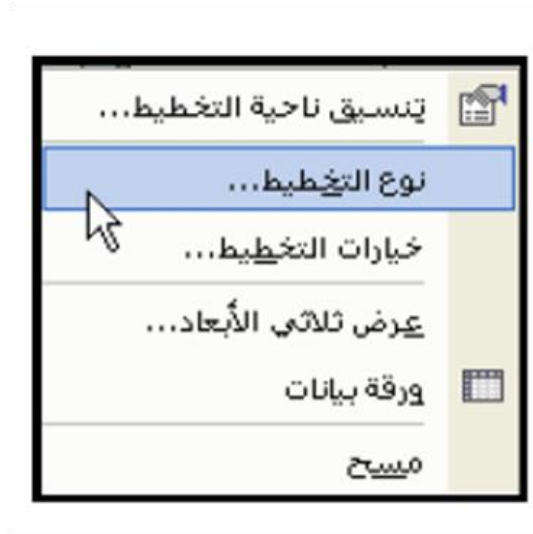 تنسيق ناحية التخطيط...
نوع التخطيط...
خيارات التخطيط...
عرض ثلاثي الأبعاد...
ورقة بيانات
مسح